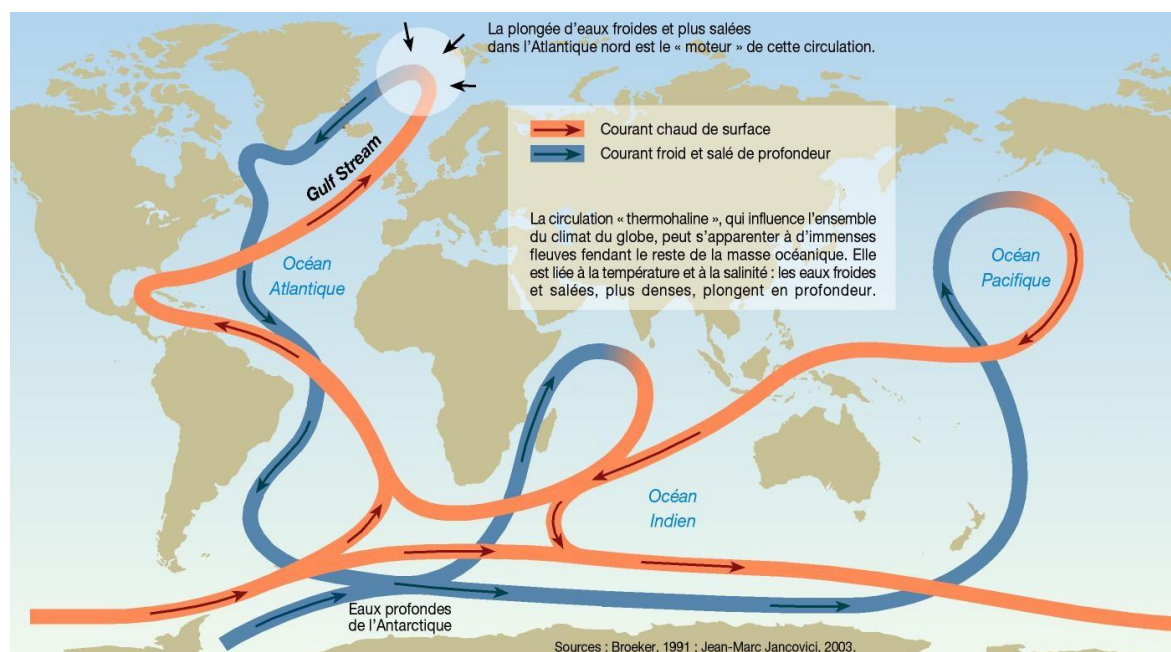 La plongée d'eaux froides et plus salées
dans l'Atlantique nord est le « moteur » de cette circulation.
Courant chaud de surface
Courant froid et salé de profondeur
Gulf Stream
La circulation « thermohaline », qui influence l'ensemble
du climat du globe, peut s'apparenter à d'immenses
fleuves fendant le reste de la masse océanique. Elle
est liée à la température et à la salinité : les eaux froides
et salées, plus denses, plongent en profondeur.
Océan
Atlantique
Océan
Pacifique
Océan
Indien
Eaux profondes
de l'Antarctique
Sources : Broeker, 1991 ; Jean-Marc Jancovici, 2003.